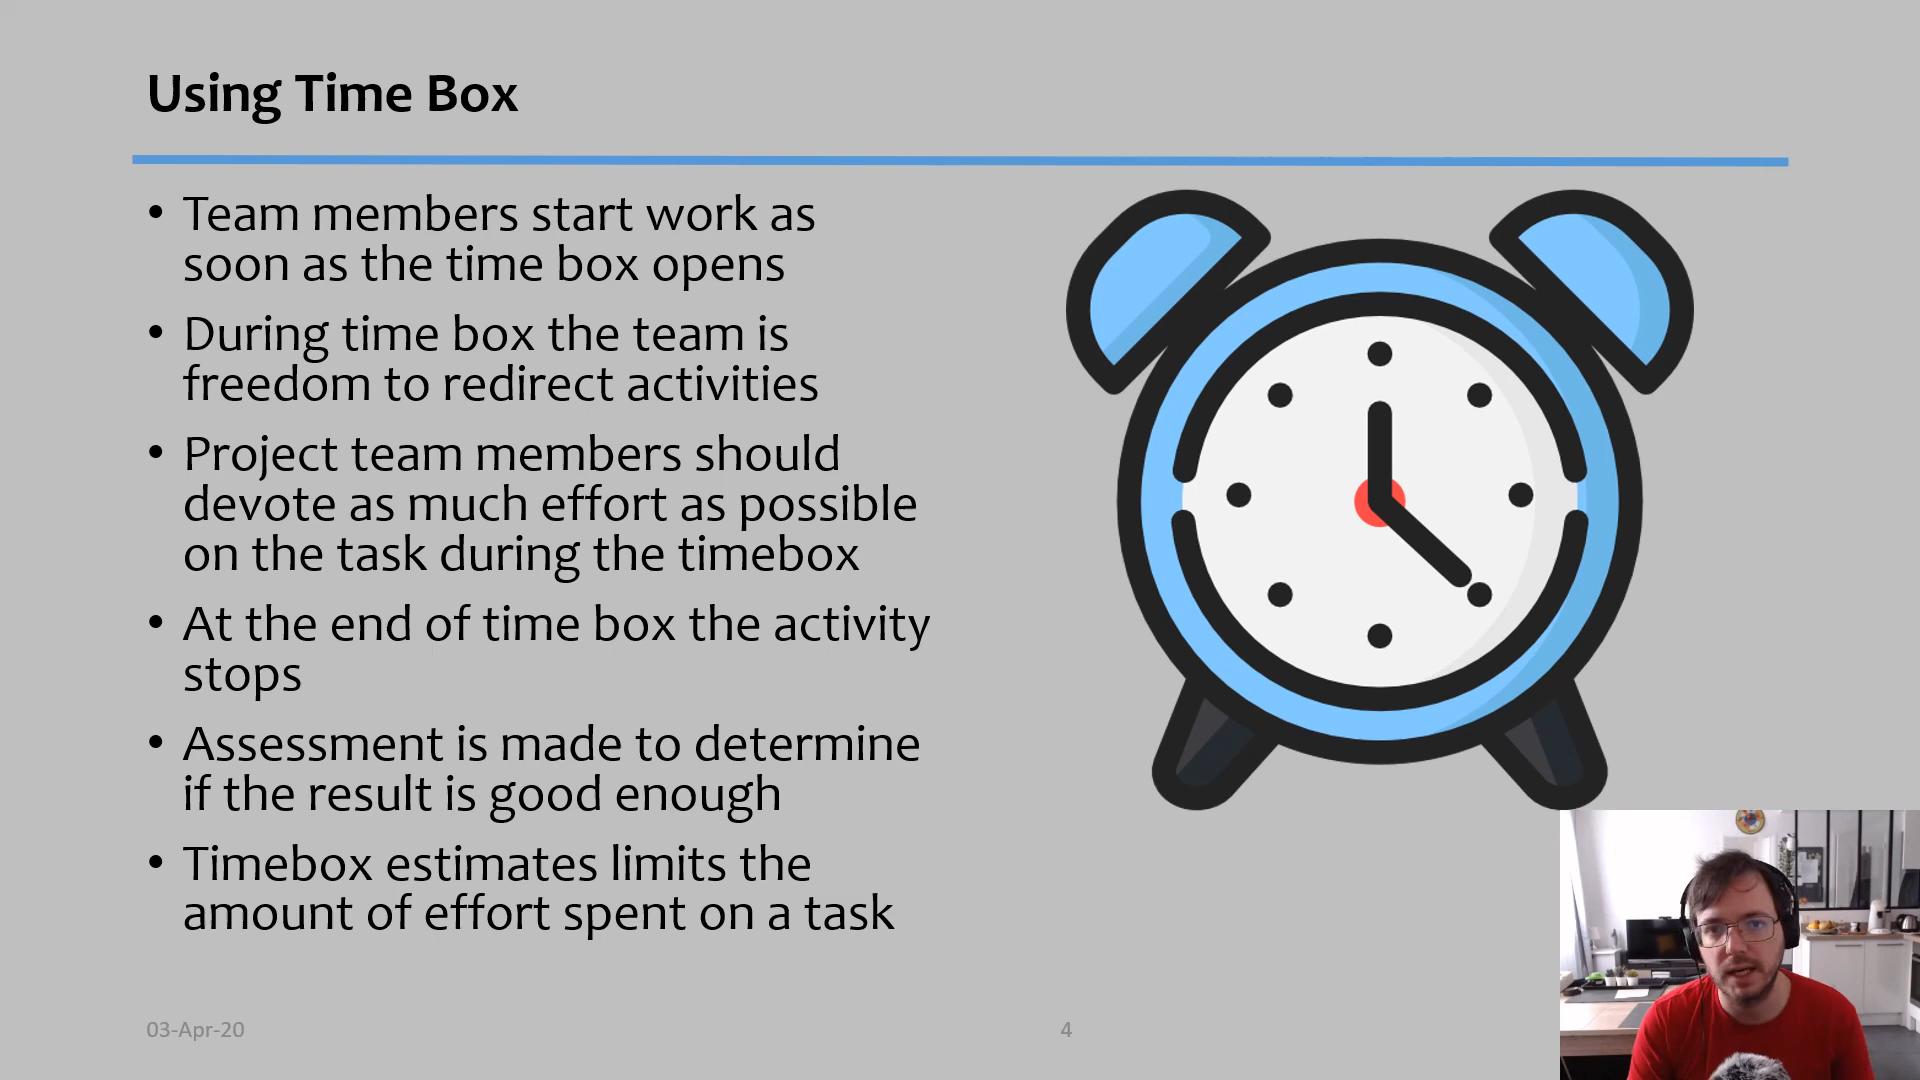 Using Time Box
• Team members start work as
soon as the time box opens
• During time box the team is
freedom to redirect activities
• Project team members should
devote as much effort as possible
on the task during the timebox
• At the end of time box the activity
stops
• Assessment is made to determine
if the result is good enough
• Timebox estimates limits the
amount of effort spent on a task
03-Apr-20
4